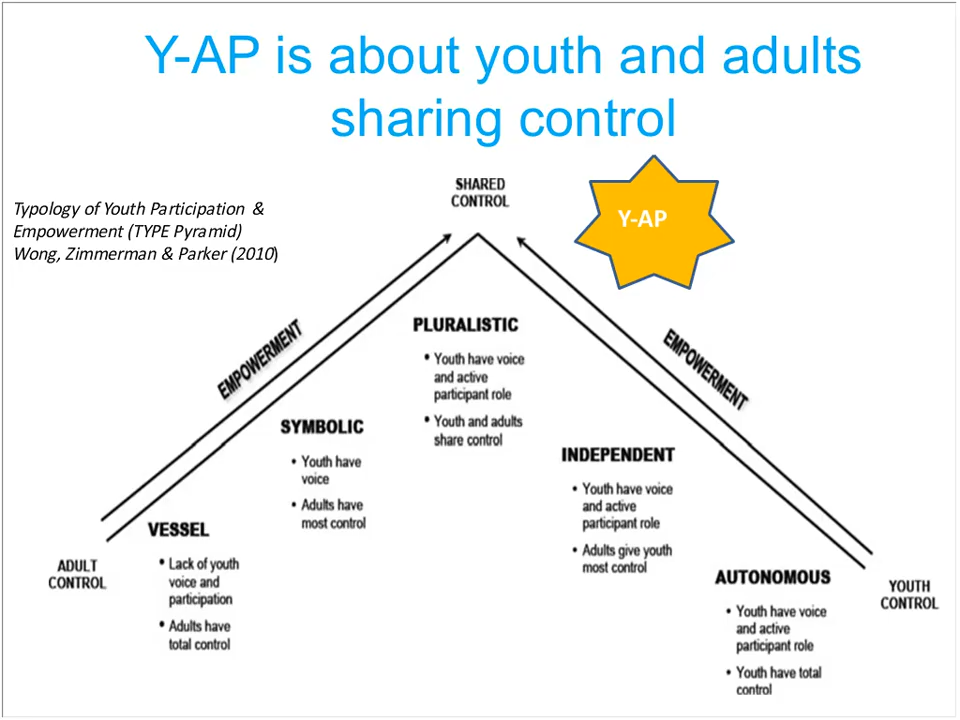 Y-AP is about youth and adults
sharing control
Typology of Youth Participation &
Empowerment (TYPE Pyramid)
Wong, Zimmerman & Parker (2010)
SHARED
CONTROL
Y-AP
EMPOWERMENT
EMPOWERMENT
PLURALISTIC
• Youth have voice
and active
participant role
• Youth and adults
share control
SYMBOLIC
• Youth have
voice
• Adults have
most control
INDEPENDENT
• Youth have voice
and active
participant role
• Adults give youth
most control
VESSEL
• Lack of youth
voice and
participation
• Adults have
total control
ADULT
CONTROL
AUTONOMOUS
• Youth have voice
and active
participant role
• Youth have total
control
YOUTH
CONTROL